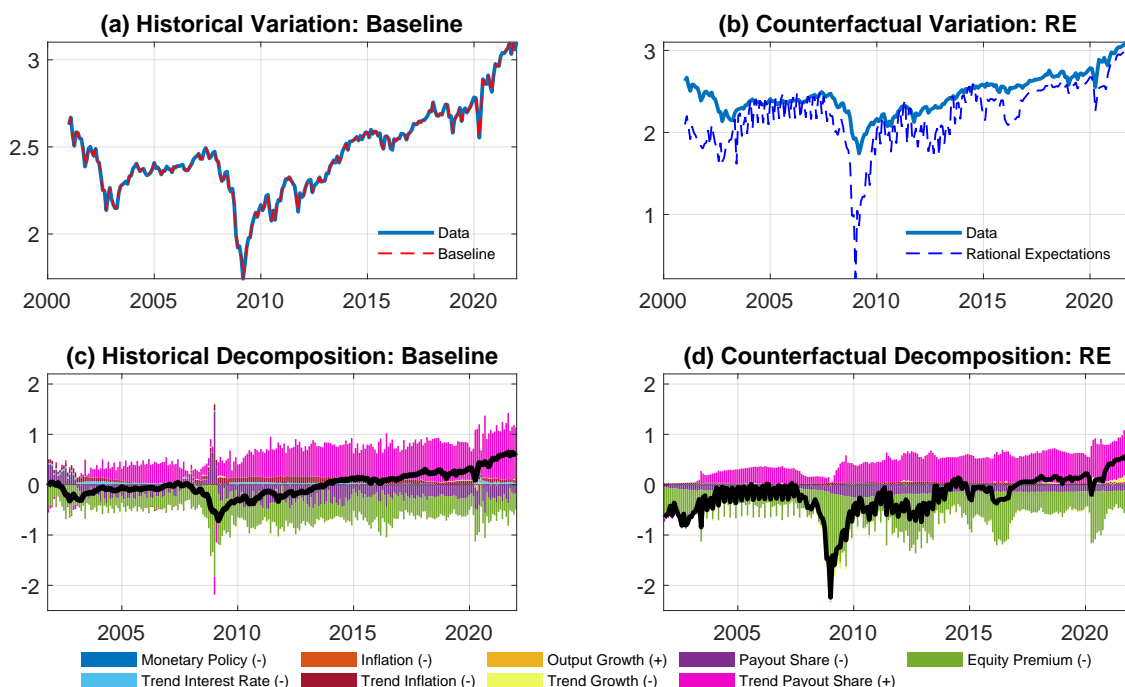 (a) Historical Variation: Baseline
3
2.5
2
Data
Baseline
2000 2005 2010 2015 2020
(b) Counterfactual Variation: RE
3
2
1
Data
Rational Expectations
2000 2005 2010 2015 2020
(c) Historical Decomposition: Baseline
2
1
0
-1
-2
2005 2010 2015 2020
(d) Counterfactual Decomposition: RE
2
1
0
-1
-2
2005 2010 2015 2020
Monetary Policy (-) Inflation (-) Output Growth (+) Payout Share (-) Equity Premium (-)
Trend Interest Rate (-) Trend Inflation (-) Trend Growth (-) Trend Payout Share (+)